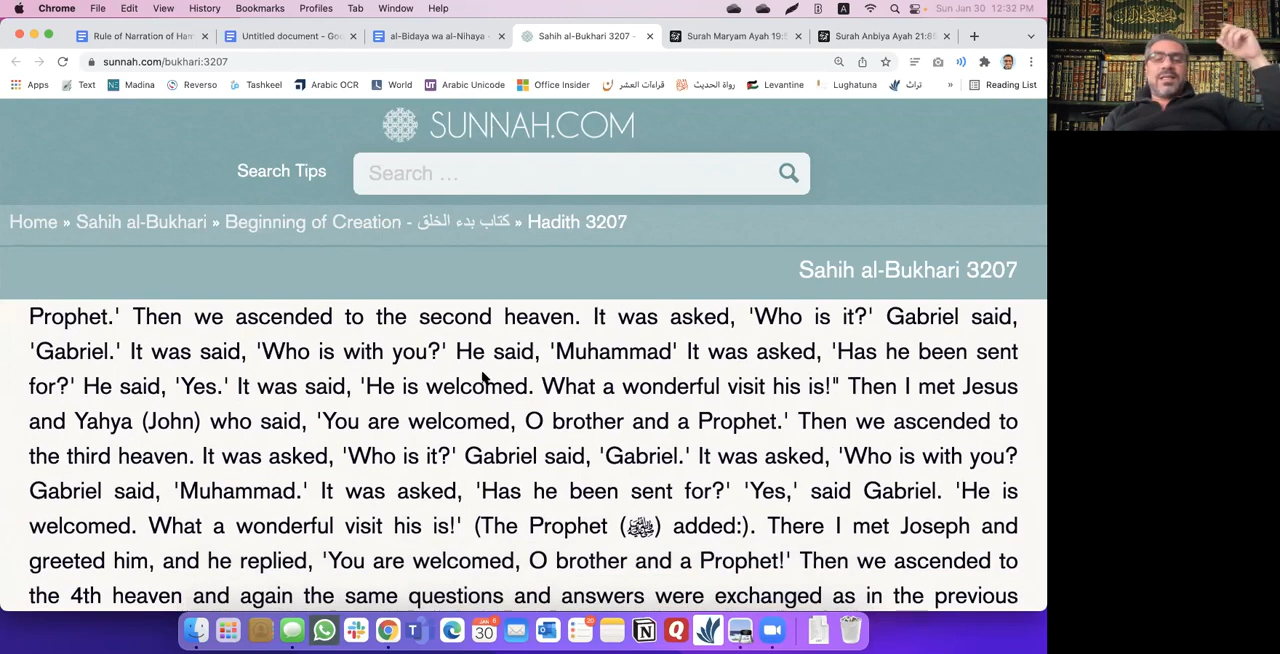 Chrome File Edit View History Bookmarks Profiles Tab Window Help Sun Jan 30 12:32 PM
Rule of Narration of Ham × Untitled document - Goo × al-Bidaya wa al-Nihaya - × Sahih al-Bukhari 3207 - × Surah Maryam Ayah 19:5 × Surah Anbiya Ayah 21:85 ×
sunnah.com/bukhari:3207
Apps Text Madina Reverso Tashkeel Arabic OCR World Arabic Unicode Office Insider قراءات العشر رواة الحديث Levantine Lughatuna تراث » Reading List
SUNNAH.COM
Search Tips Search ...
Home » Sahih al-Bukhari » Beginning of Creation - كتاب بدء الخلق » Hadith 3207
Sahih al-Bukhari 3207
Prophet.' Then we ascended to the second heaven. It was asked, 'Who is it?' Gabriel said,
'Gabriel.' It was said, 'Who is with you?' He said, 'Muhammad' It was asked, 'Has he been sent
for?' He said, 'Yes.' It was said, 'He is welcomed. What a wonderful visit his is!" Then I met Jesus
and Yahya (John) who said, 'You are welcomed, O brother and a Prophet.' Then we ascended to
the third heaven. It was asked, 'Who is it?' Gabriel said, 'Gabriel.' It was asked, 'Who is with you?
Gabriel said, 'Muhammad.' It was asked, 'Has he been sent for?' 'Yes,' said Gabriel. 'He is
welcomed. What a wonderful visit his is!' (The Prophet (ﷺ) added:). There I met Joseph and
greeted him, and he replied, 'You are welcomed, O brother and a Prophet!' Then we ascended to
the 4th heaven and again the same questions and answers were exchanged as in the previous